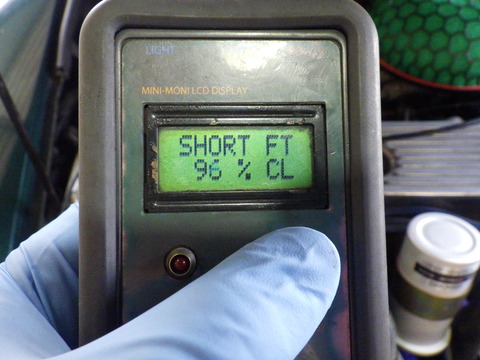 LIGHT
MINI-MONI LCD DISPLAY
SHORT FT
96 % CL